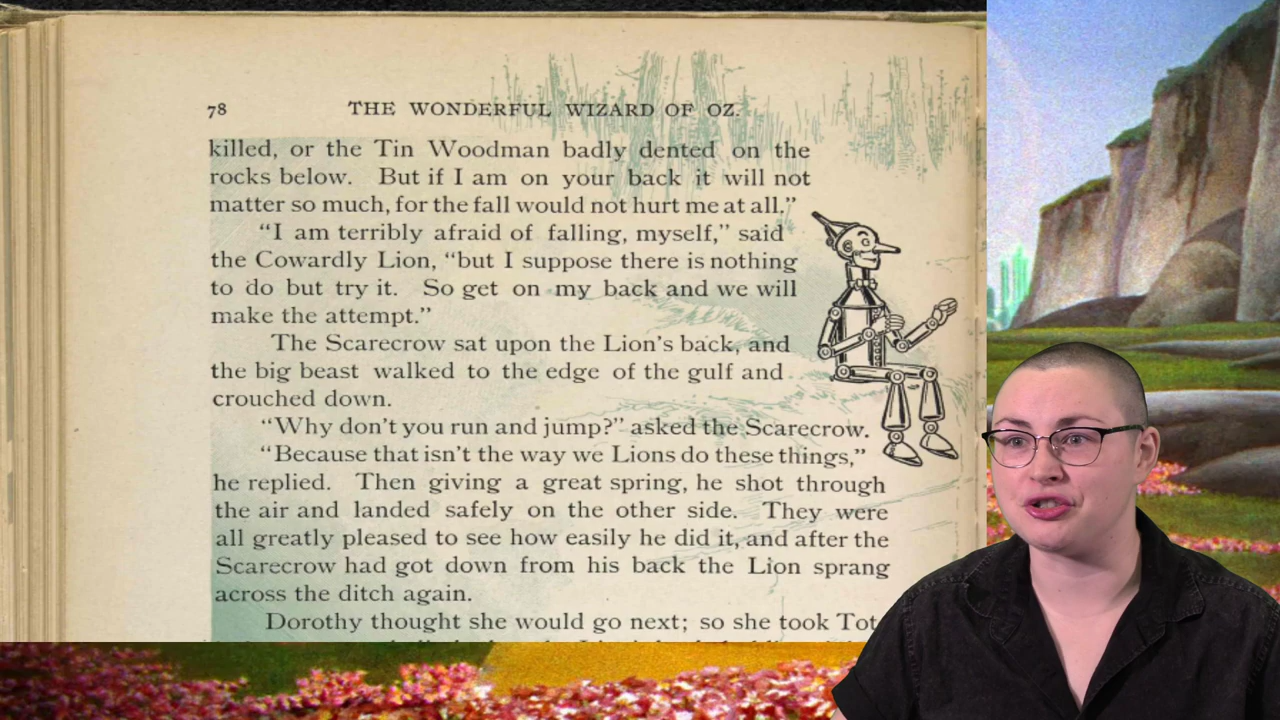 78 THE WONDERFUL WIZARD OF OZ.
killed, or the Tin Woodman badly dented on the
rocks below. But if I am on your back it will not
matter so much, for the fall would not hurt me at all.”
“I am terribly afraid of falling, myself,” said
the Cowardly Lion, “but I suppose there is nothing
to do but try it. So get on my back and we will
make the attempt.”
The Scarecrow sat upon the Lion’s back, and
the big beast walked to the edge of the gulf and
crouched down.
“Why don’t you run and jump?” asked the Scarecrow.
“Because that isn’t the way we Lions do these things,”
he replied. Then giving a great spring, he shot through
the air and landed safely on the other side. They were
all greatly pleased to see how easily he did it, and after the
Scarecrow had got down from his back the Lion sprang
across the ditch again.
Dorothy thought she would go next; so she took Tot